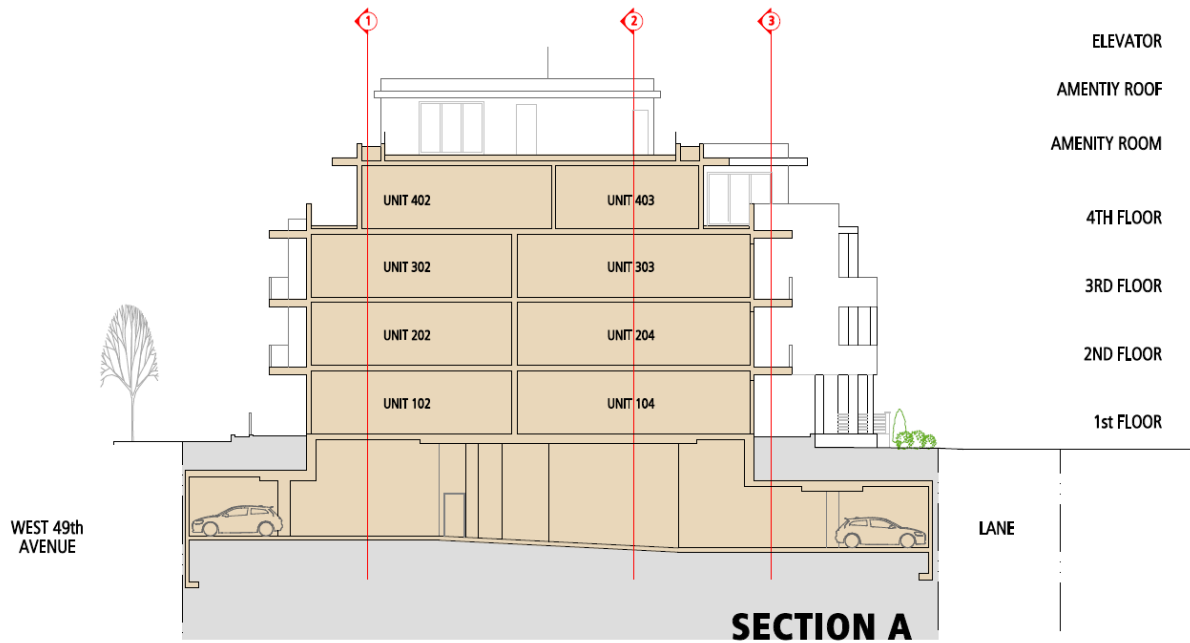 1
2
3
ELEVATOR
AMENTIY ROOF
AMENITY ROOM
UNIT 402
UNIT 403
4TH FLOOR
UNIT 302
UNIT 303
3RD FLOOR
UNIT 202
UNIT 204
2ND FLOOR
UNIT 102
UNIT 104
1st FLOOR
WEST 49th
AVENUE
LANE
SECTION A